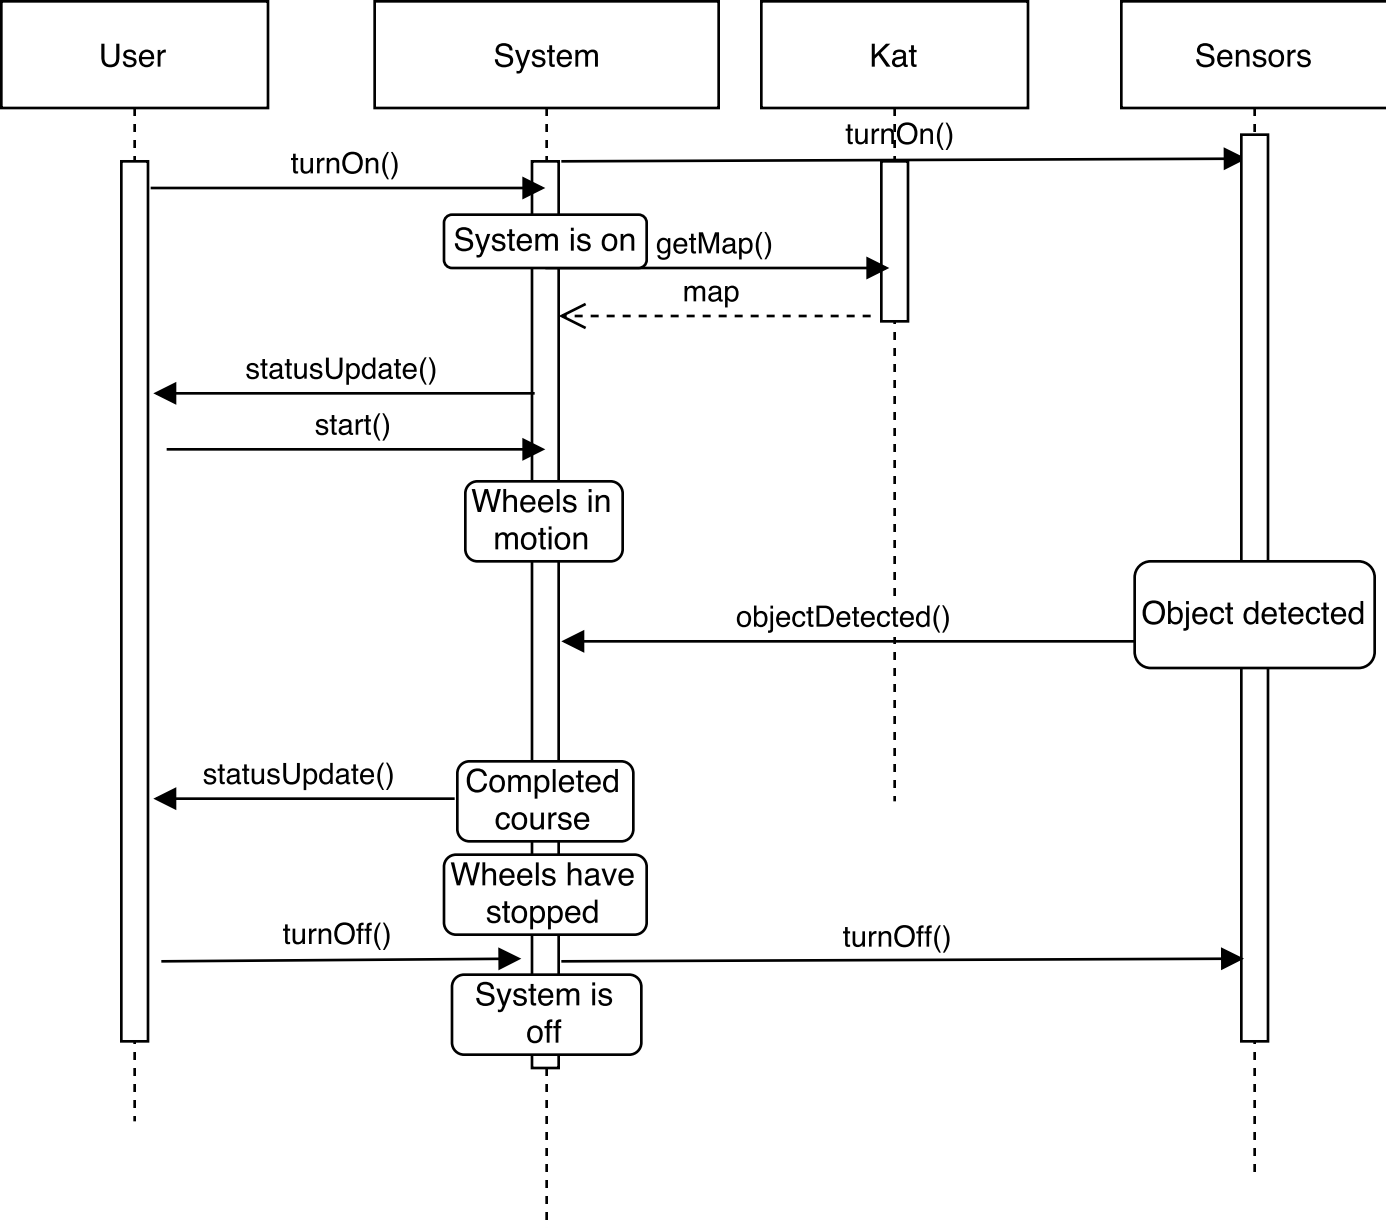 User
System
Kat
Sensors
turnOn()
turnOn()
System is on
getMap()
map
statusUpdate()
start()
Wheels in
motion
Object detected
objectDetected()
statusUpdate()
Completed
course
Wheels have
stopped
turnOff()
turnOff()
System is
off